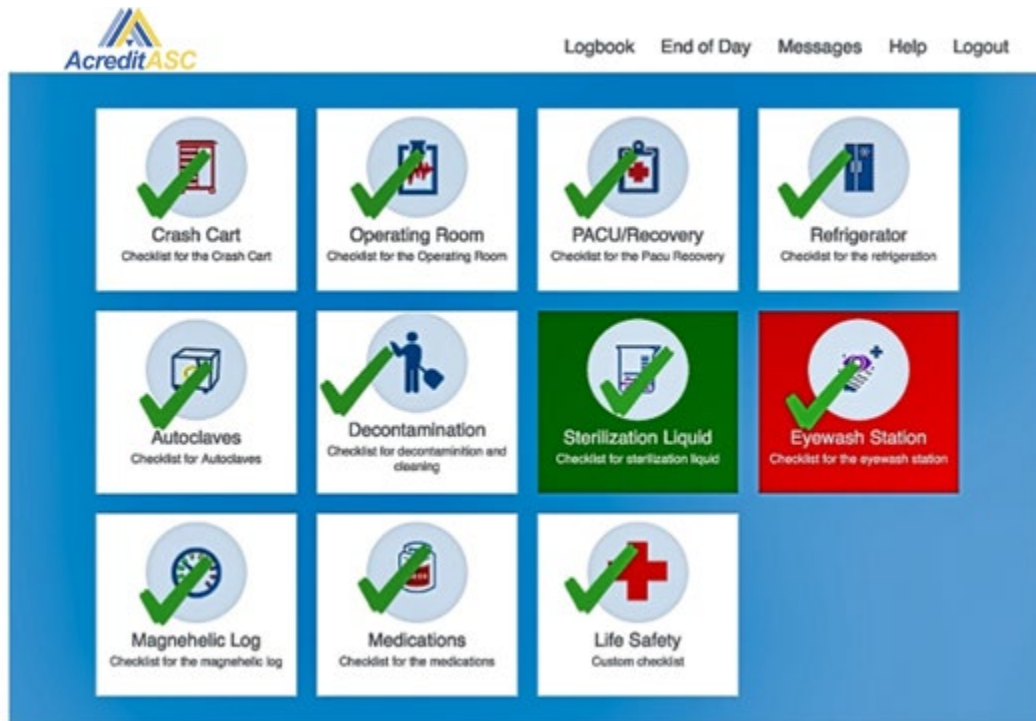 AcreditASC
Logbook End of Day Messages Help Logout
Crash Cart
Checklist for the Crash Cart
Operating Room
Checklist for the Operating Room
PACU/Recovery
Checklist for the Pacu Recovery
Refrigerator
Checklist for the refrigeration
Autoclaves
Checklist for Autoclaves
Decontamination
Checklist for decontaminition and
cleaning
Sterilization Liquid
Checklist for sterilization liquid
Eyewash Station
Checklist for the eyewash station
Magnehelic Log
Checklist for the magnehelic log
Medications
Checklist for the medications
Life Safety
Custom checklist